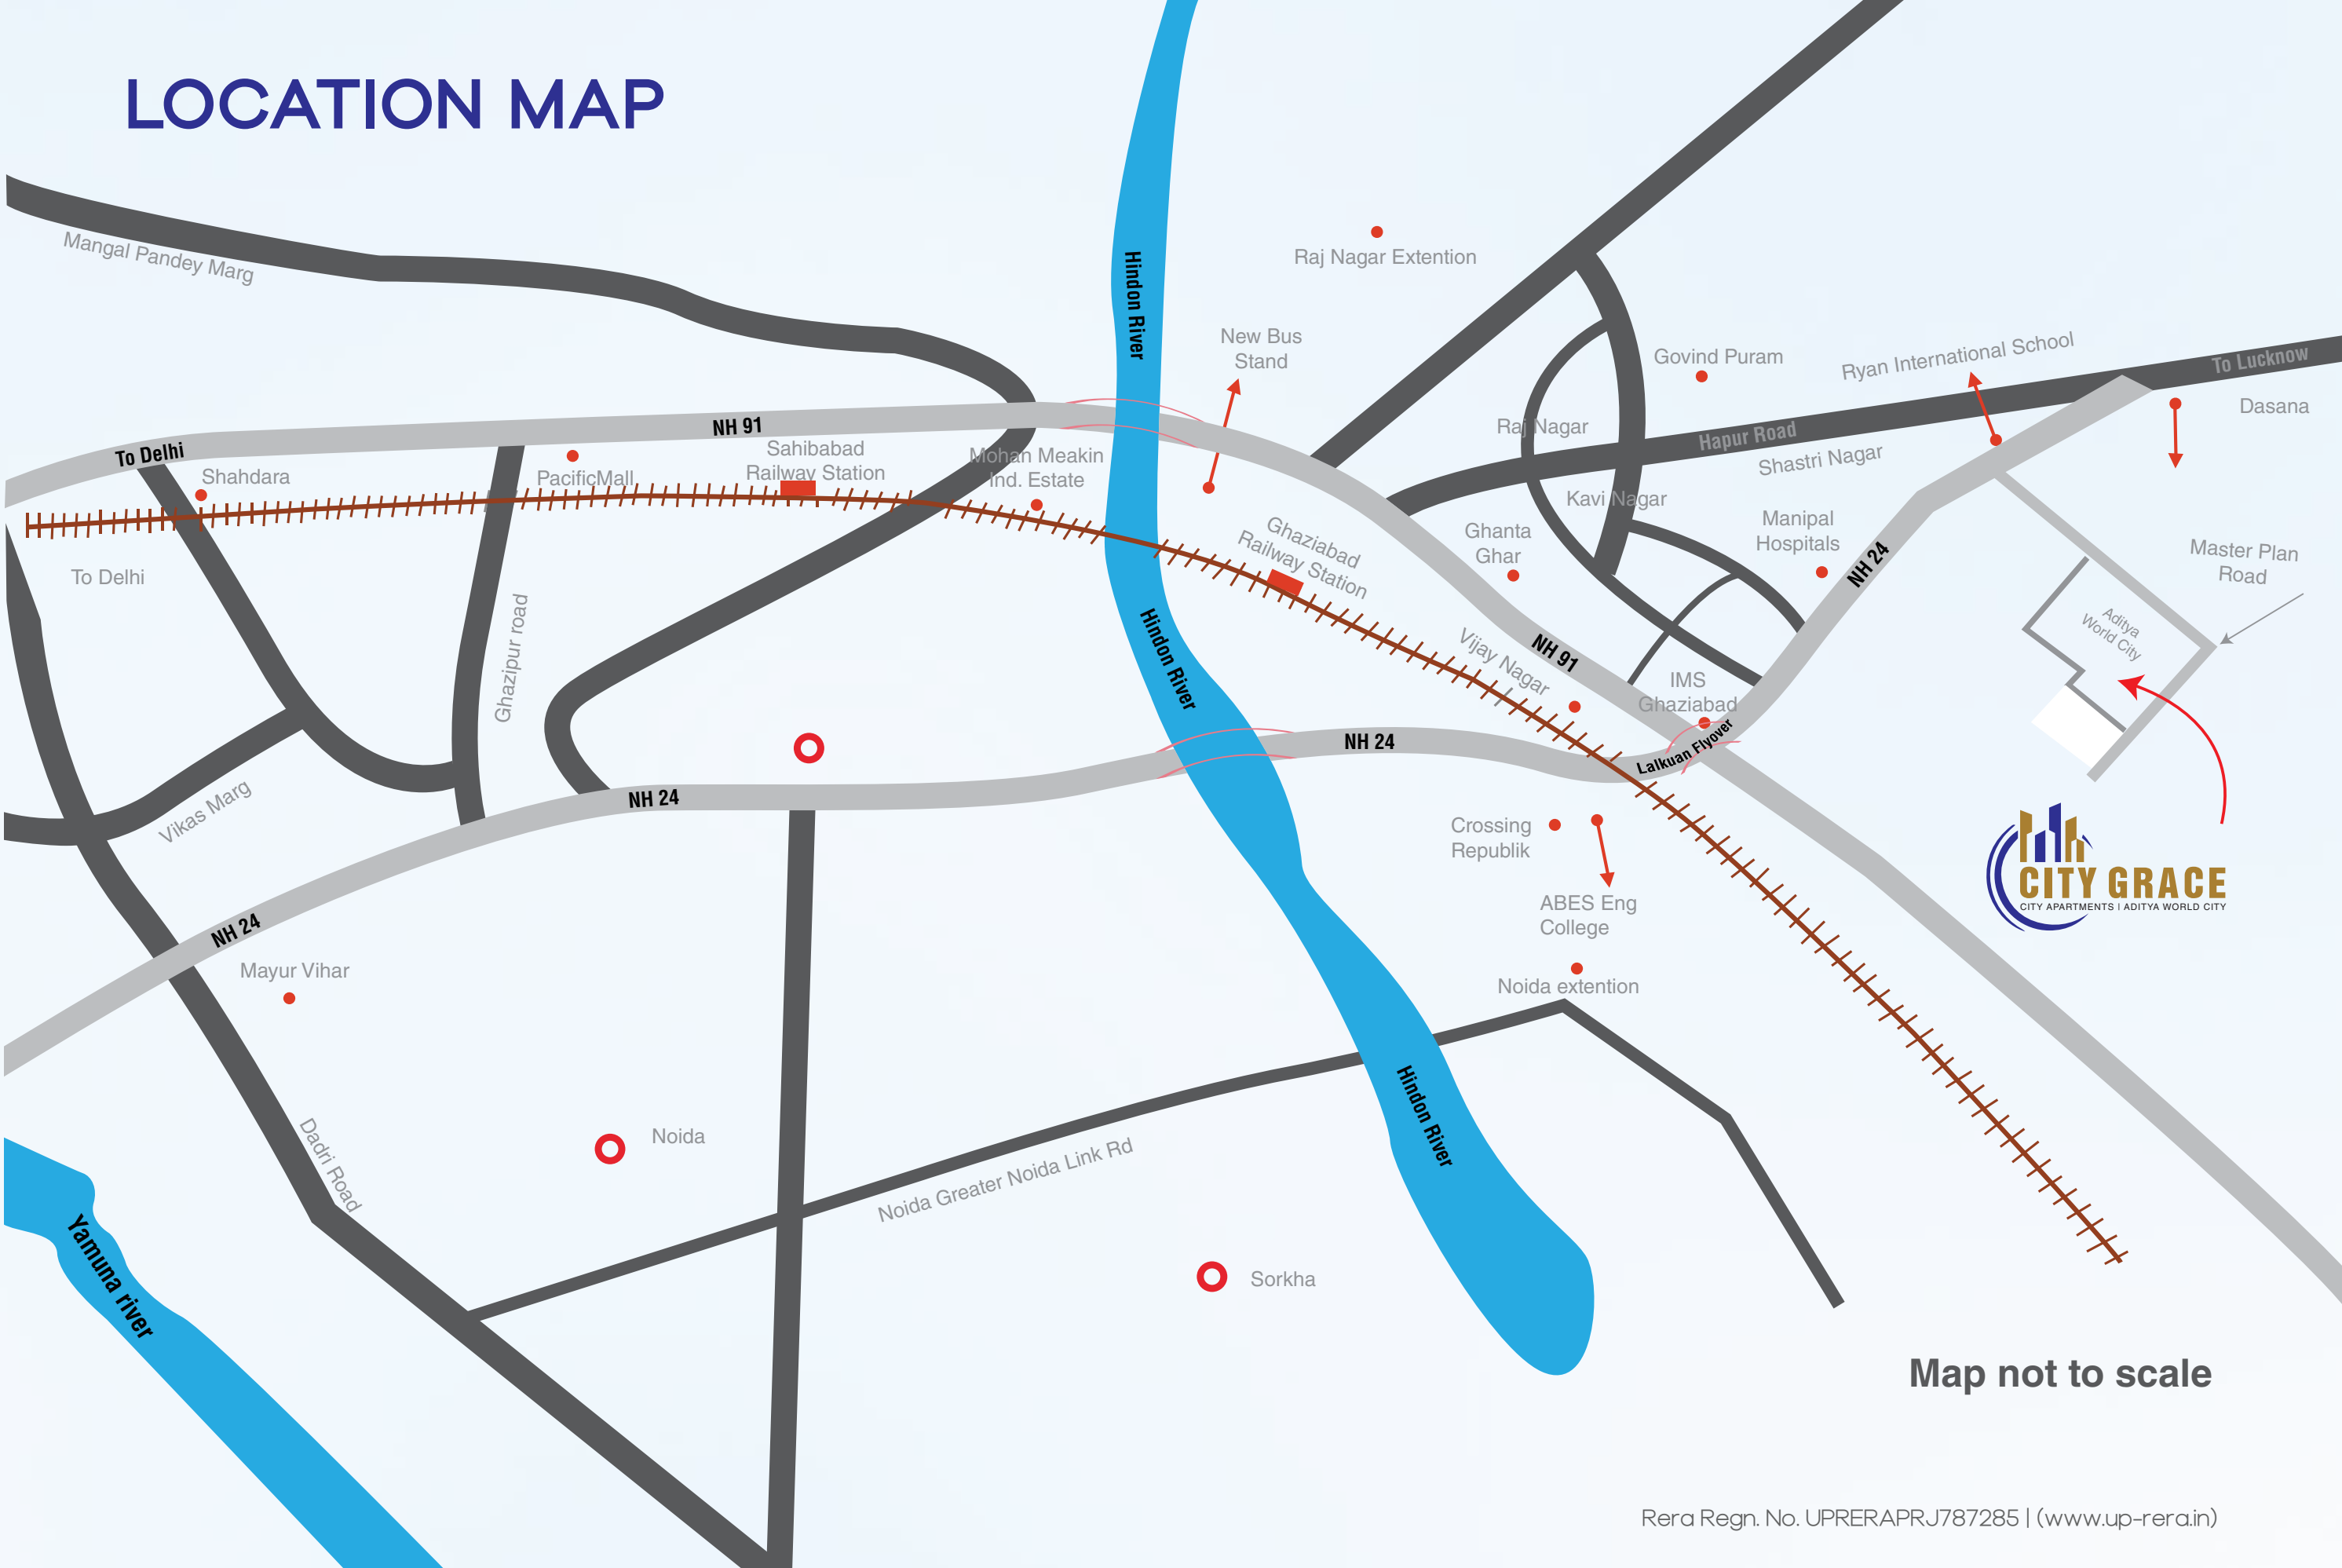 LOCATION MAP
Mangal Pandey Marg
Hindon River
Raj Nagar Extention
New Bus
Stand
Govind Puram
Ryan International School
To Lucknow
Dasana
Raj Nagar
Hapur Road
Shastri Nagar
To Delhi
NH 91
Shahdara
PacificMall
Sahibabad
Railway Station
Mohan Meakin
Ind. Estate
Kavi Nagar
Ghanta
Ghar
Manipal
Hospitals
Ghaziabad
Railway Station
NH 24
Master Plan
Road
To Delhi
Ghazipur road
Hindon River
Vijay Nagar
NH 91
IMS
Ghaziabad
Aditya
World City
Lalkuan Flyover
NH 24
NH 24
Vikas Marg
Crossing
Republik
CITY GRACE
CITY APARTMENTS | ADITYA WORLD CITY
ABES Eng
College
NH 24
Mayur Vihar
Noida extention
Dadri Road
Noida
Noida Greater Noida Link Rd
Hindon River
Yamuna river
Sorkha
Map not to scale
Rera Regn. No. UPRERAPRJ787285 | (www.up-rera.in)